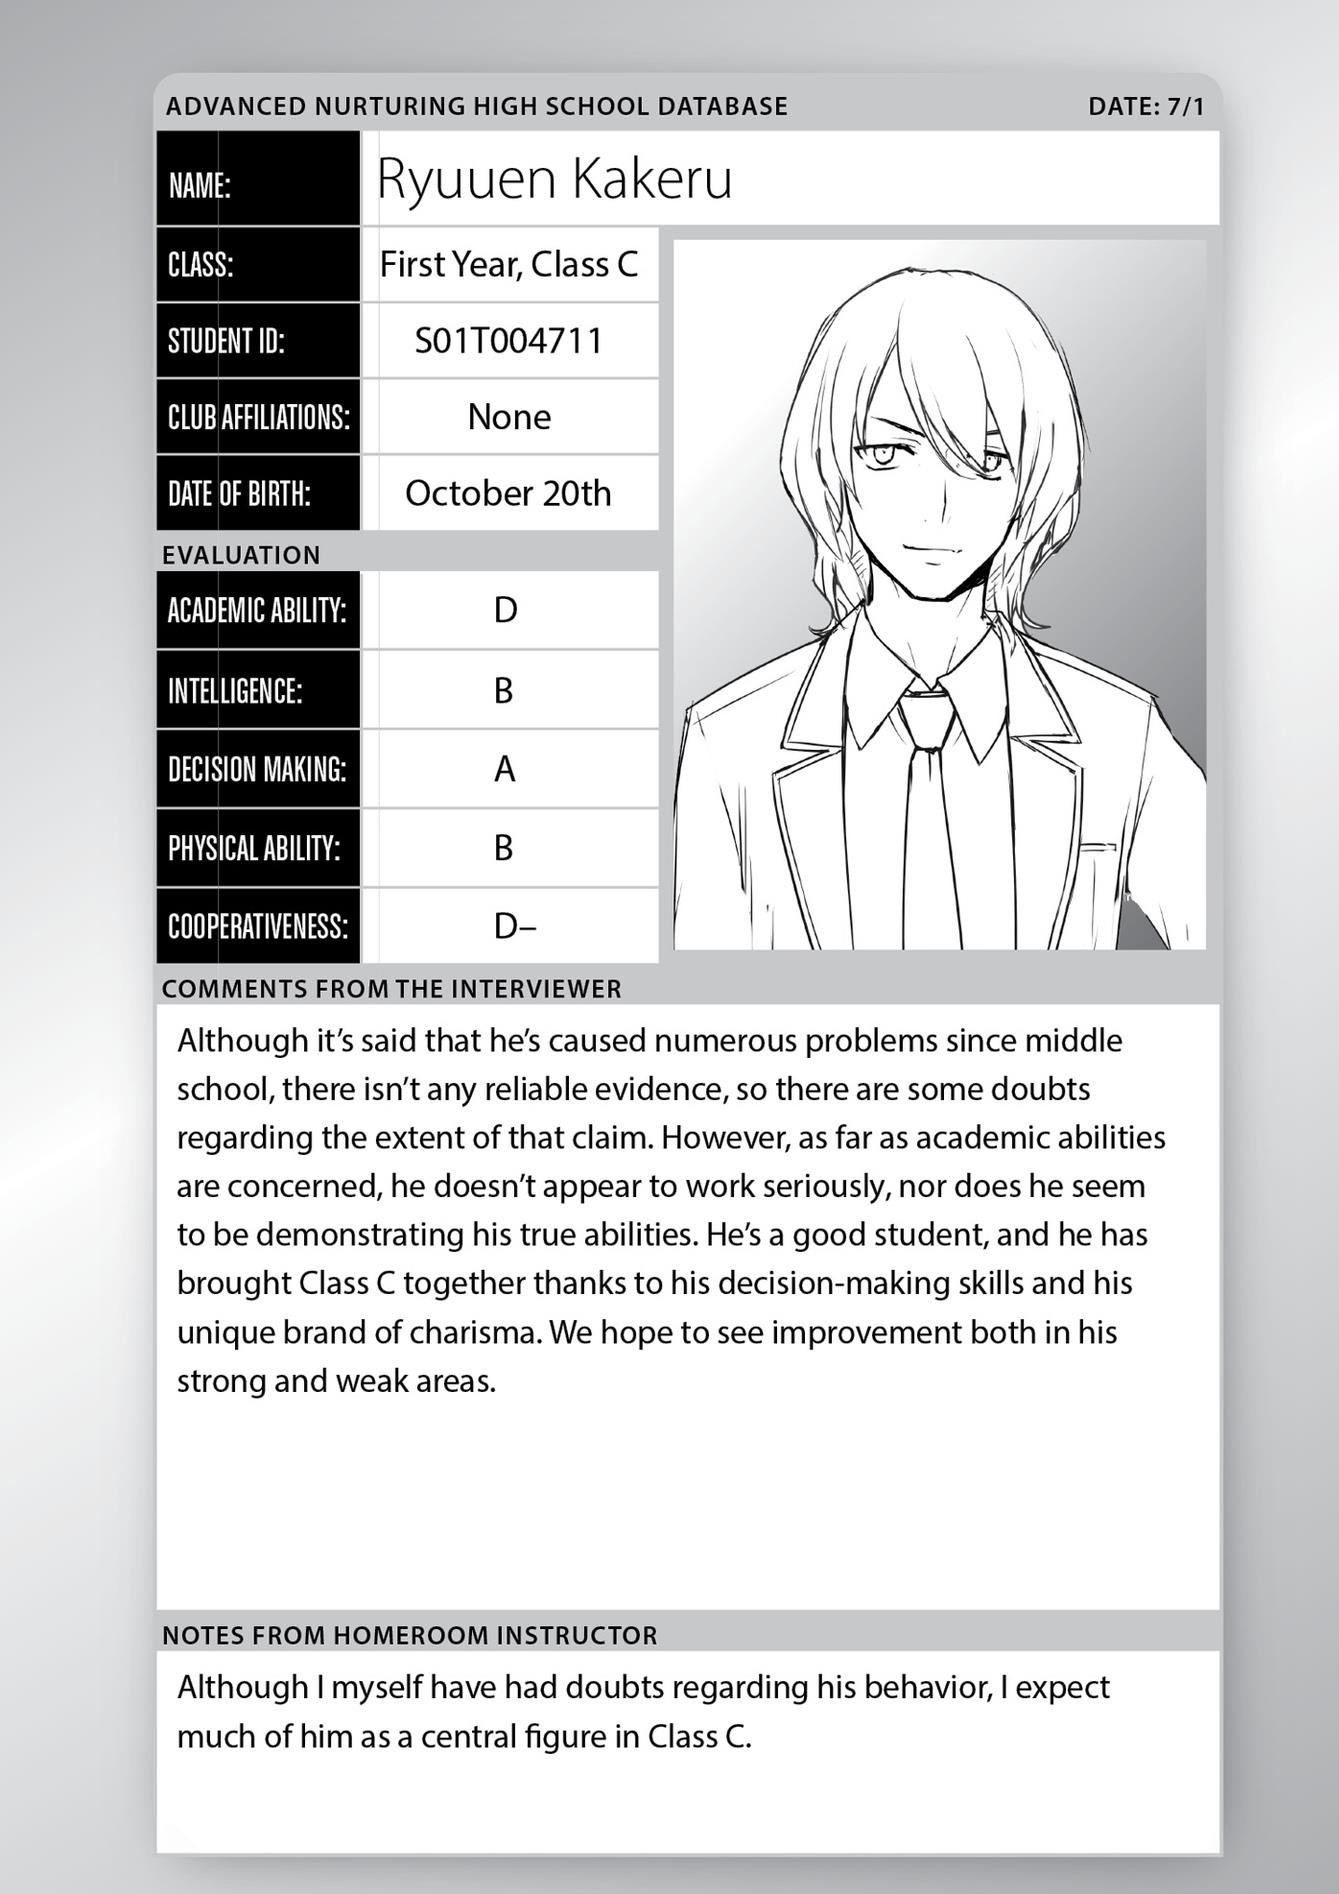 ADVANCED NURTURING HIGH SCHOOL DATABASE DATE: 7/1
NAME: Ryuuen Kakeru
CLASS: First Year, Class C
STUDENT ID: S01T004711
CLUB AFFILIATIONS: None
DATE OF BIRTH: October 20th
EVALUATION
ACADEMIC ABILITY: D
INTELLIGENCE: B
DECISION MAKING: A
PHYSICAL ABILITY: B
COOPERATIVENESS: D–
COMMENTS FROM THE INTERVIEWER
Although it’s said that he’s caused numerous problems since middle
school, there isn’t any reliable evidence, so there are some doubts
regarding the extent of that claim. However, as far as academic abilities
are concerned, he doesn’t appear to work seriously, nor does he seem
to be demonstrating his true abilities. He’s a good student, and he has
brought Class C together thanks to his decision-making skills and his
unique brand of charisma. We hope to see improvement both in his
strong and weak areas.
NOTES FROM HOMEROOM INSTRUCTOR
Although I myself have had doubts regarding his behavior, I expect
much of him as a central figure in Class C.